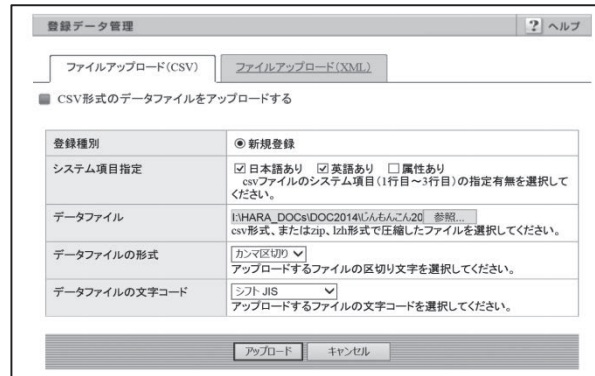 登録データ管理
? ヘルプ
ファイルアップロード(CSV)
ファイルアップロード(XML)
CSV形式のデータファイルをアップロードする
登録種別
新規登録
システム項目指定
日本語あり 英語あり 属性あり
csvファイルのシステム項目(1行目～3行目)の指定有無を選択して
ください。
データファイル
I:\HARA_DOCs\DOC2014\じんもんこん20 参照...
csv形式、またはzip、lzh形式で圧縮したファイルを選択してください。
データファイルの形式
カンマ区切り
アップロードするファイルの区切り文字を選択してください。
データファイルの文字コード
シフト JIS
アップロードするファイルの文字コードを選択してください。
アップロード
キャンセル